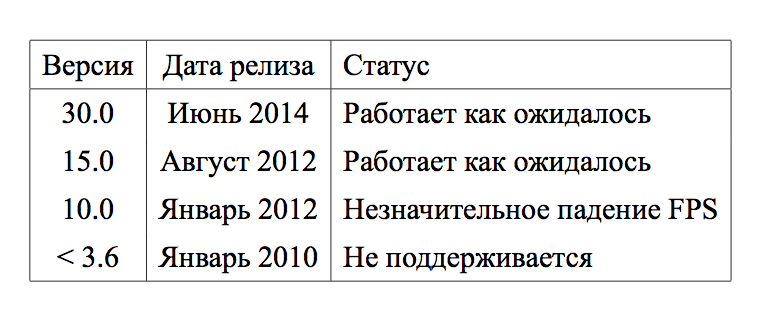 Версия Дата релиза Статус
30.0 Июнь 2014 Работает как ожидалось
15.0 Август 2012 Работает как ожидалось
10.0 Январь 2012 Незначительное падение FPS
< 3.6 Январь 2010 Не поддерживается